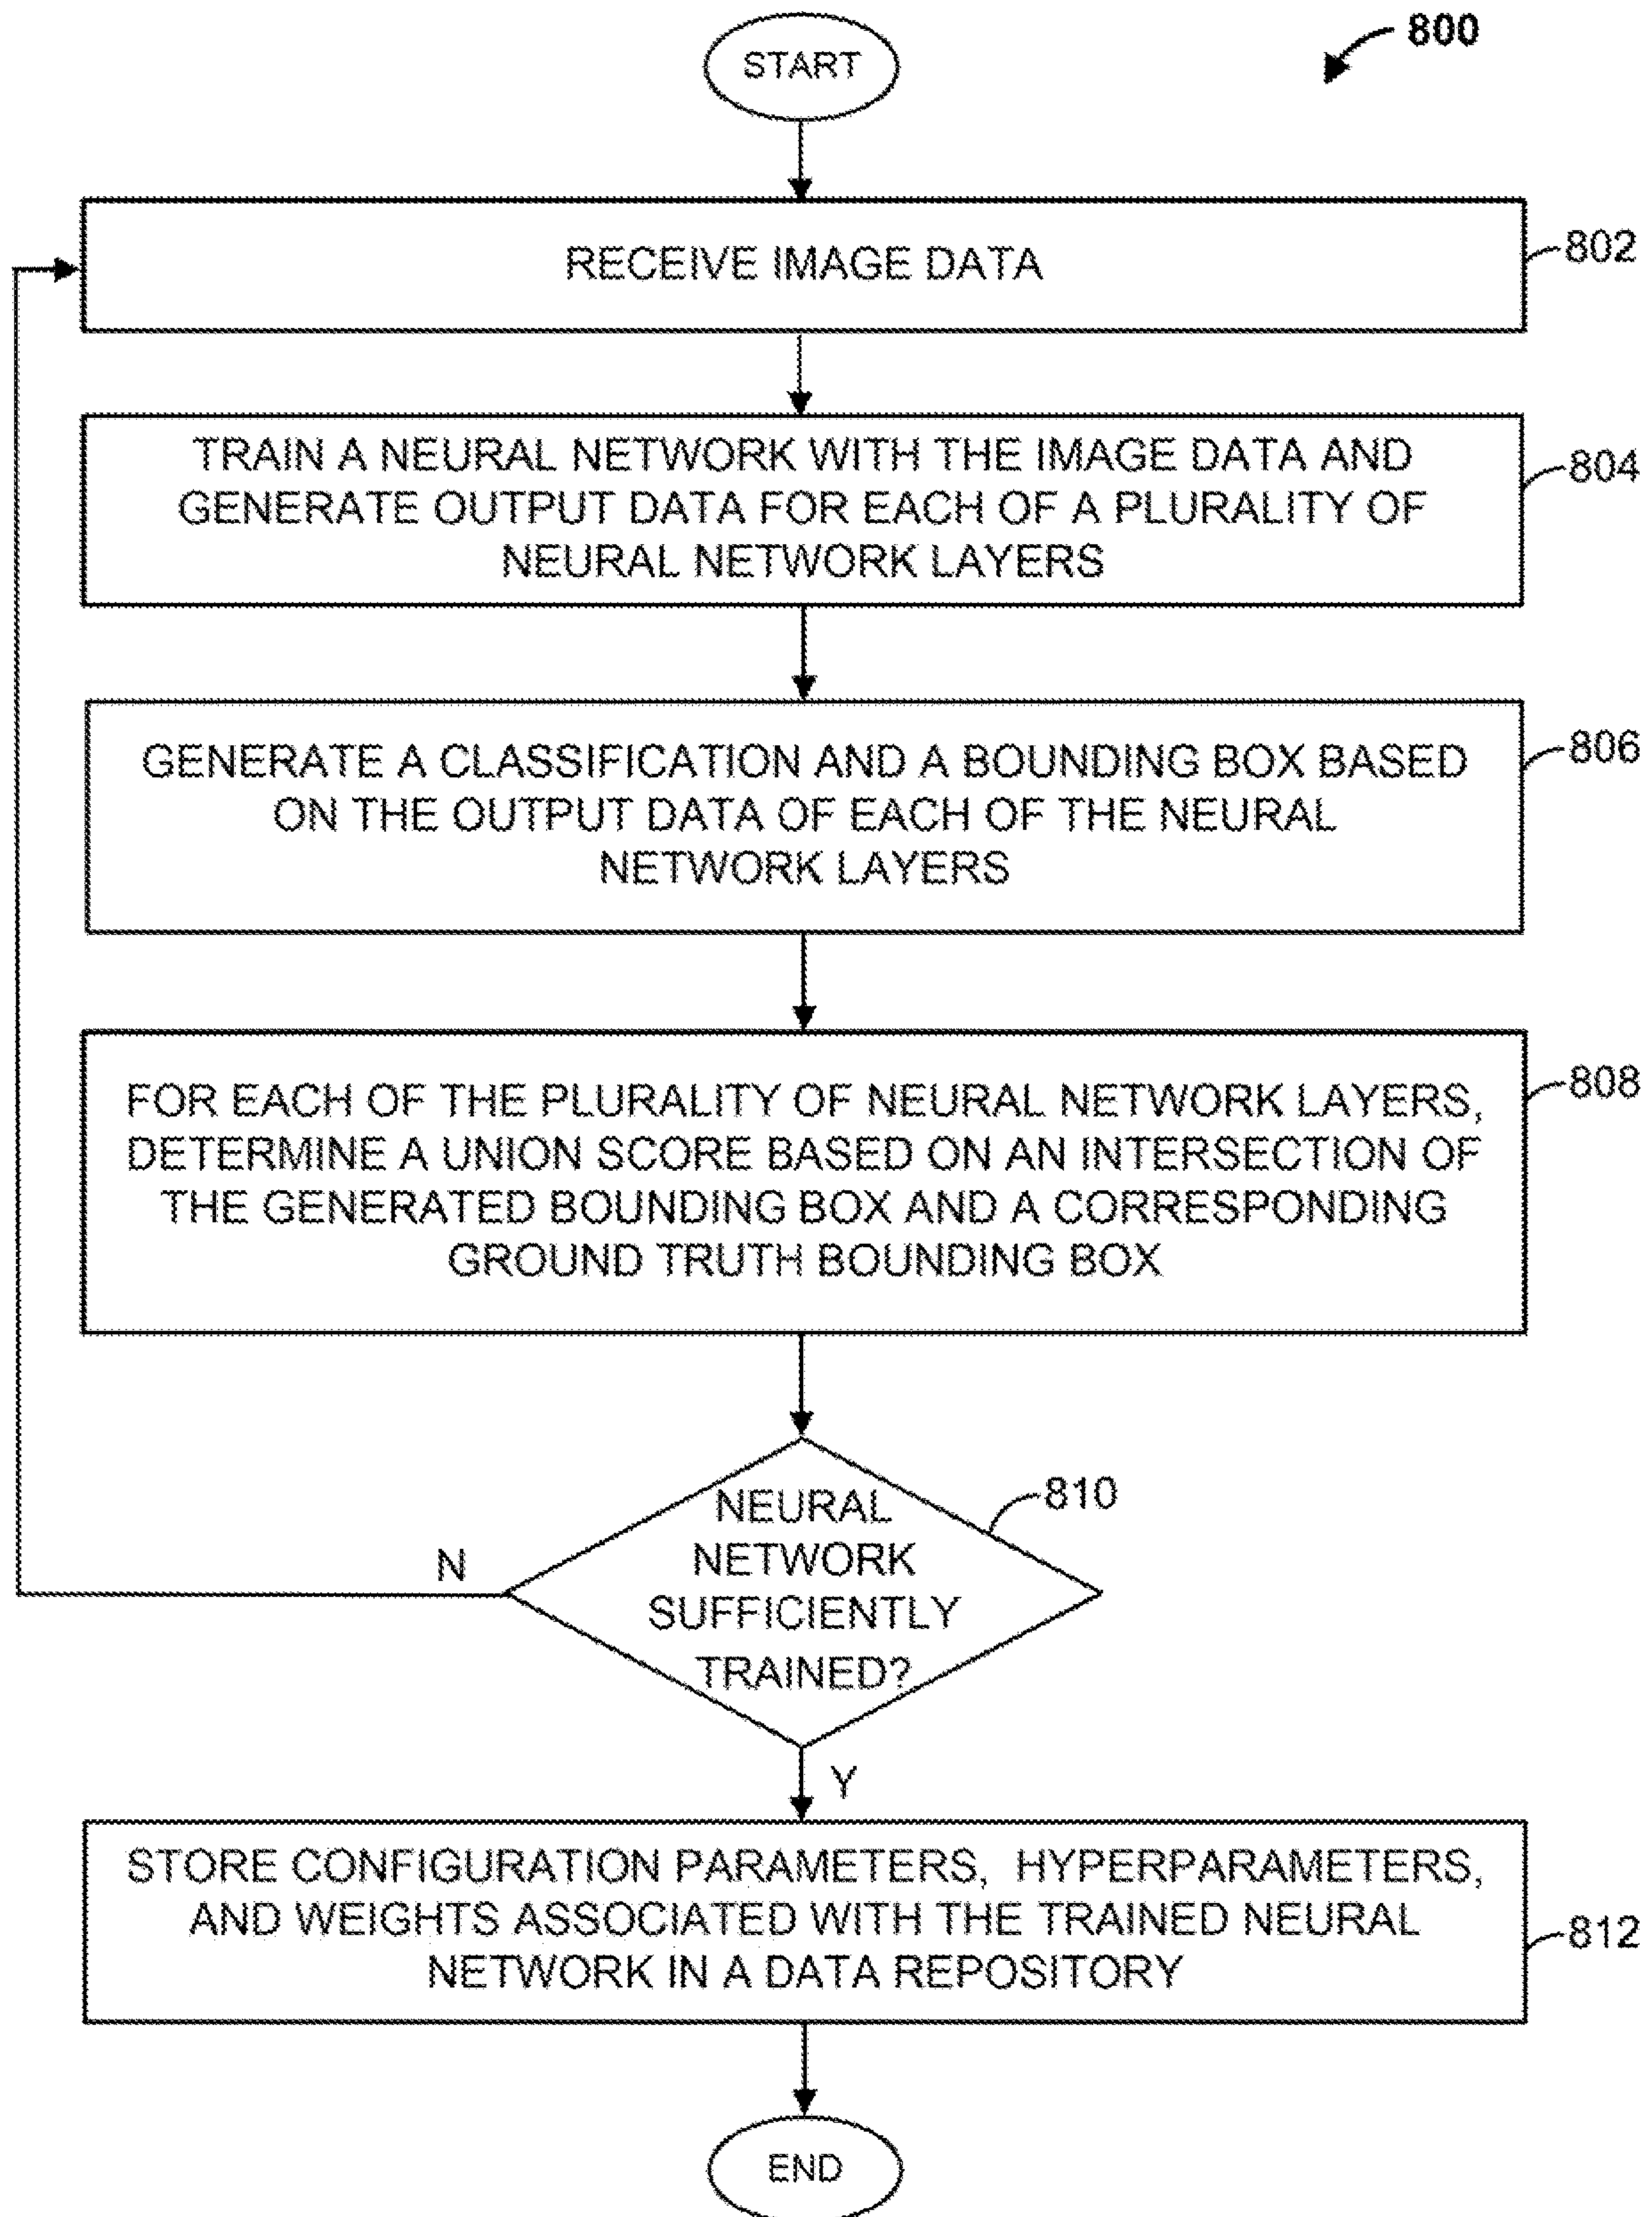 800
START
RECEIVE IMAGE DATA
802
TRAIN A NEURAL NETWORK WITH THE IMAGE DATA AND
GENERATE OUTPUT DATA FOR EACH OF A PLURALITY OF
NEURAL NETWORK LAYERS
804
GENERATE A CLASSIFICATION AND A BOUNDING BOX BASED
ON THE OUTPUT DATA OF EACH OF THE NEURAL
NETWORK LAYERS
806
FOR EACH OF THE PLURALITY OF NEURAL NETWORK LAYERS,
DETERMINE A UNION SCORE BASED ON AN INTERSECTION OF
THE GENERATED BOUNDING BOX AND A CORRESPONDING
GROUND TRUTH BOUNDING BOX
808
NEURAL
NETWORK
SUFFICIENTLY
TRAINED?
810
N
Y
STORE CONFIGURATION PARAMETERS, HYPERPARAMETERS,
AND WEIGHTS ASSOCIATED WITH THE TRAINED NEURAL
NETWORK IN A DATA REPOSITORY
812
END